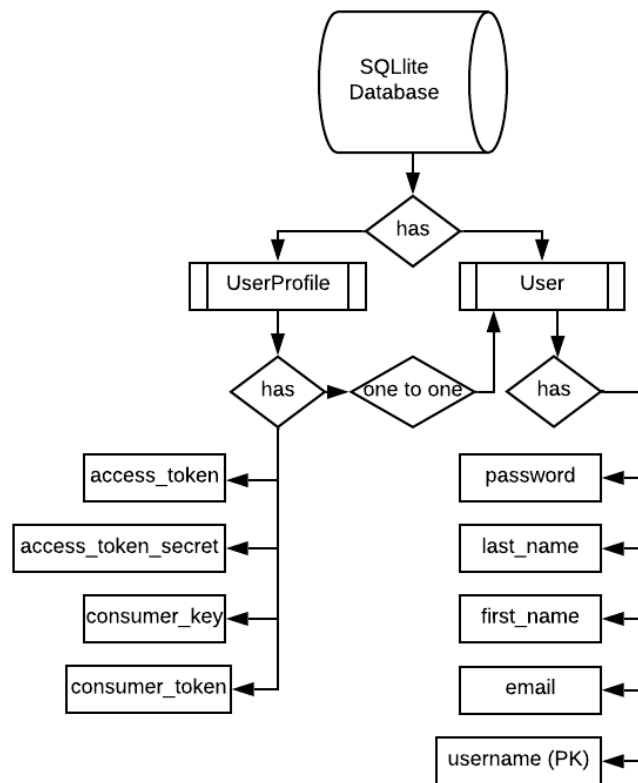 SQLlite
Database
has
UserProfile
User
has
one to one
has
access_token
password
access_token_secret
last_name
consumer_key
first_name
consumer_token
email
username (PK)